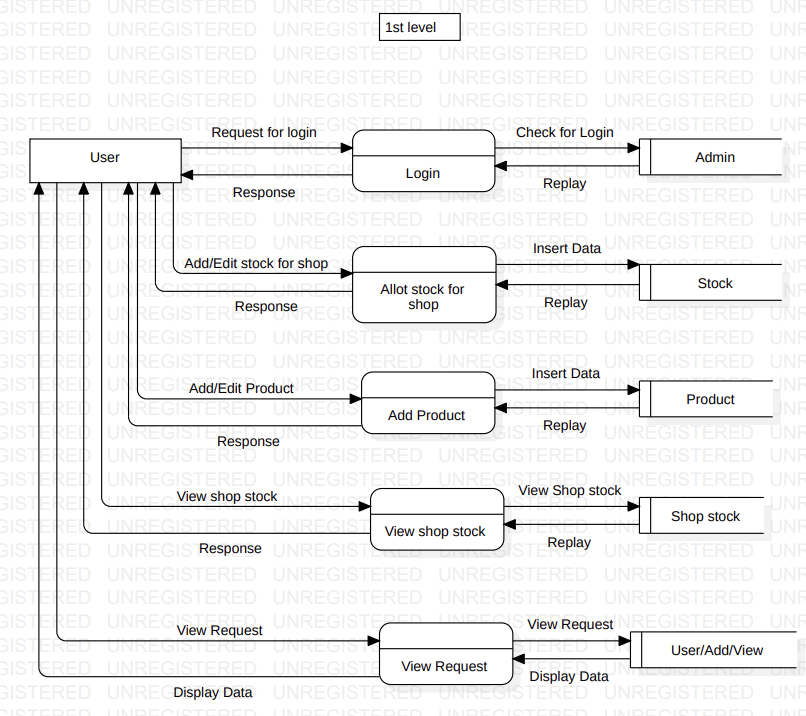 1st level
Request for login
Check for Login
User
Login
Admin
Response
Replay
Add/Edit stock for shop
Insert Data
Allot stock for
shop
Stock
Response
Replay
Add/Edit Product
Insert Data
Add Product
Product
Response
Replay
View shop stock
View Shop stock
View shop stock
Shop stock
Response
Replay
View Request
View Request
View Request
User/Add/View
Display Data
Display Data
UNREGISTERED